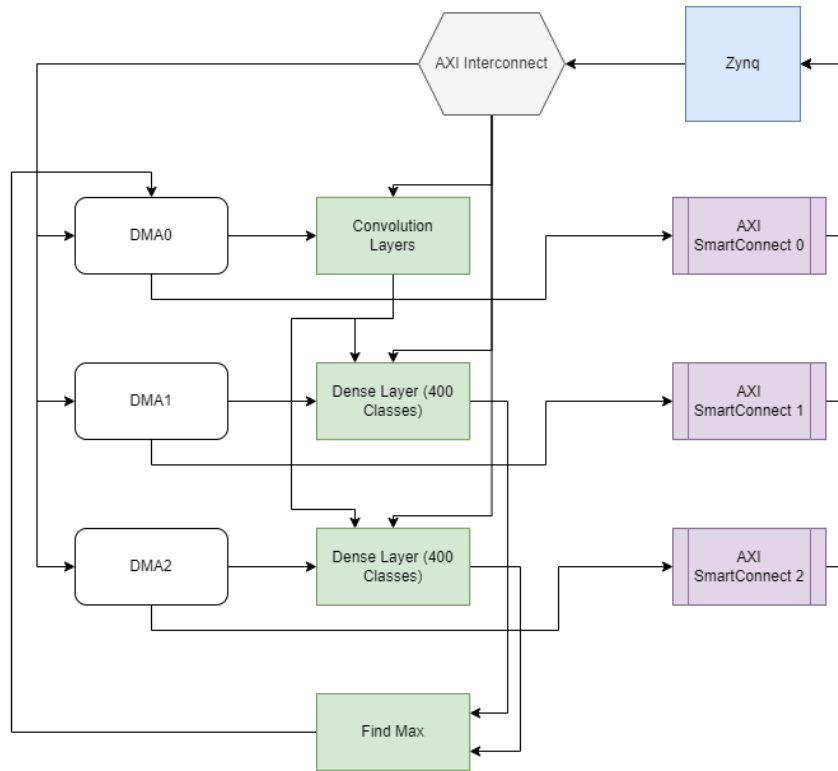 AXI Interconnect
Zynq
DMA0
Convolution
Layers
AXI
SmartConnect 0
DMA1
Dense Layer (400
Classes)
AXI
SmartConnect 1
DMA2
Dense Layer (400
Classes)
AXI
SmartConnect 2
Find Max